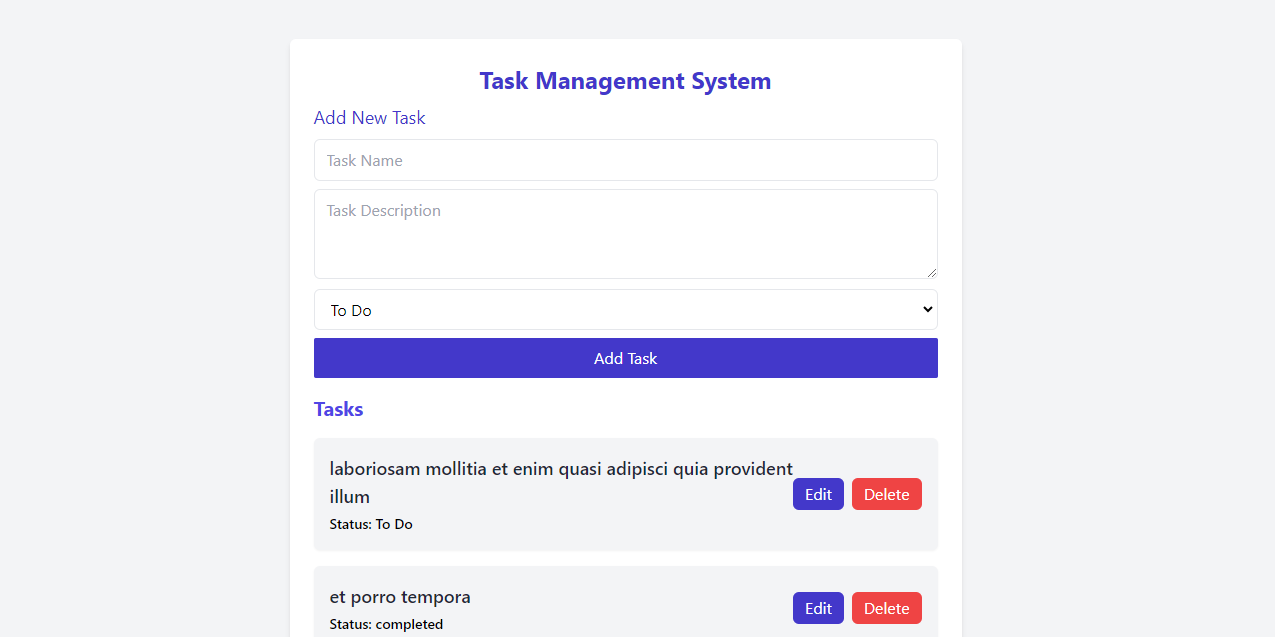 Task Management System
Add New Task
Task Name
Task Description
To Do
Add Task
Tasks
laboriosam mollitia et enim quasi adipisci quia provident
illum
Edit
Delete
Status: To Do
et porro tempora
Edit
Delete
Status: completed